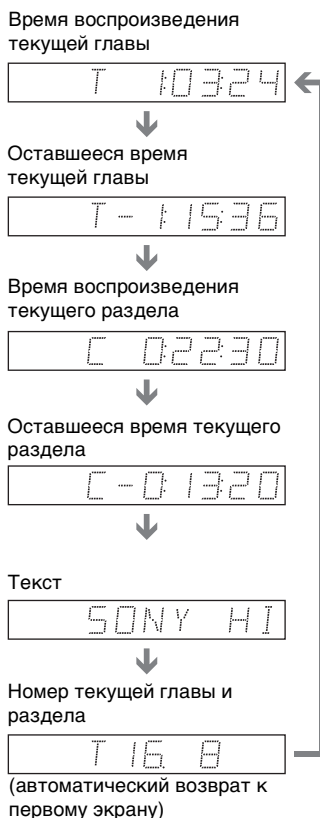 Время воспроизведения
текущей главы
T 1:03:24
Оставшееся время
текущей главы
T - 1:15:36
Время воспроизведения
текущего раздела
C 0:22:30
Оставшееся время текущего
раздела
C - 0:13:20
Текст
SONY HI
Номер текущей главы и
раздела
T 16. 8
(автоматический возврат к
первому экрану)